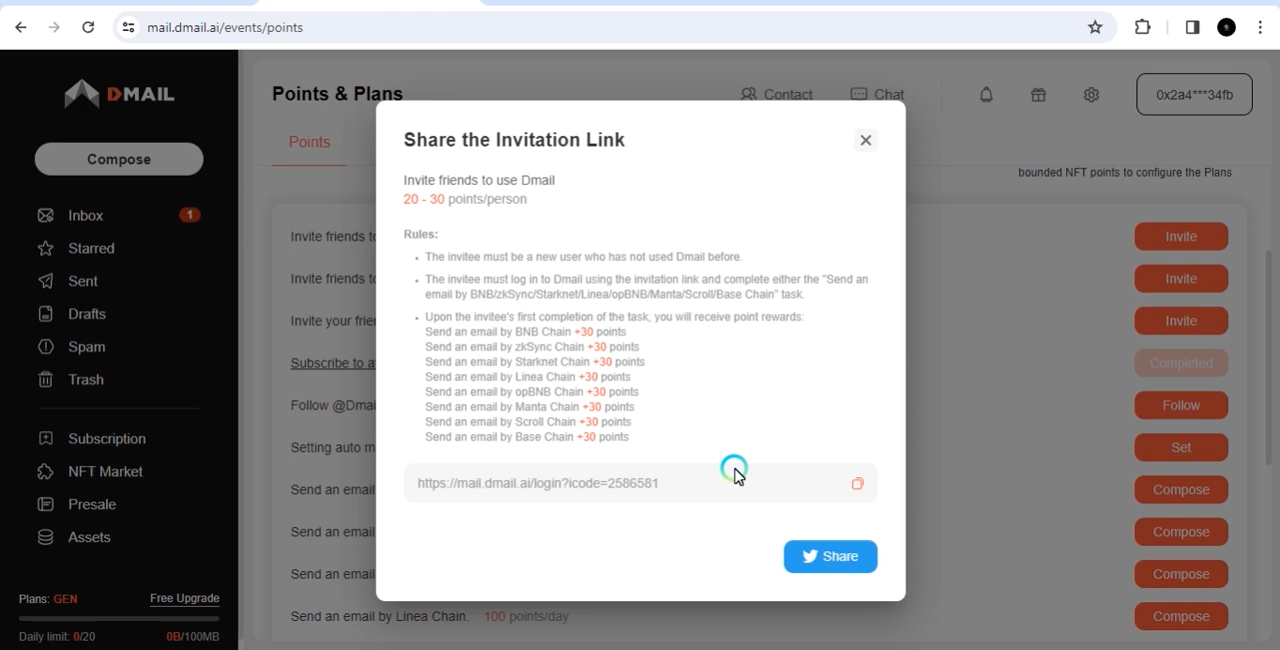 mail.dmail.ai/events/points
DMAIL
Compose
Inbox 1
Starred
Sent
Drafts
Spam
Trash
Subscription
NFT Market
Presale
Assets
Plans: GEN Free Upgrade
Daily limit: 0/20 0B/100MB
Points & Plans
Contact Chat 0x2a4***34fb
Points
bounded NFT points to configure the Plans
Invite friends to Invite
Invite friends to Invite
Invite your Invite
Subscribe to Completed
Follow Follow
Setting auto Set
Send an email Compose
Send an email Compose
Send an email Compose
Send an email by Linea Chain. 100 points/day Compose
Share the Invitation Link
Invite friends to use Dmail
20 - 30 points/person
Rules:
• The invitee must be a new user who has not used Dmail before.
• The invitee must log in to Dmail using the invitation link and complete either the "Send an
email by BNB/zkSync/Starknet/Linea/opBNB/Manta/Scroll/Base Chain" task.
• Upon the invitee's first completion of the task, you will receive point rewards:
Send an email by BNB Chain +30 points
Send an email by zkSync Chain +30 points
Send an email by Starknet Chain +30 points
Send an email by Linea Chain +30 points
Send an email by opBNB Chain +30 points
Send an email by Manta Chain +30 points
Send an email by Scroll Chain +30 points
Send an email by Base Chain +30 points
https://mail.dmail.ai/login?icode=2586581
Share